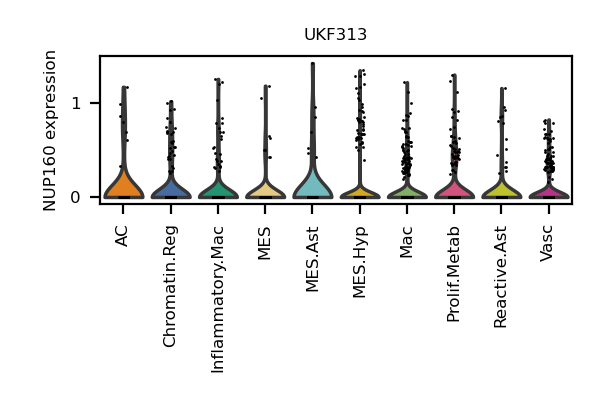 UKF313
NUP160 expression
1
0
AC
Chromatin.Reg
Inflammatory.Mac
MES
MES.Ast
MES.Hyp
Mac
Prolif.Metab
Reactive.Ast
Vasc